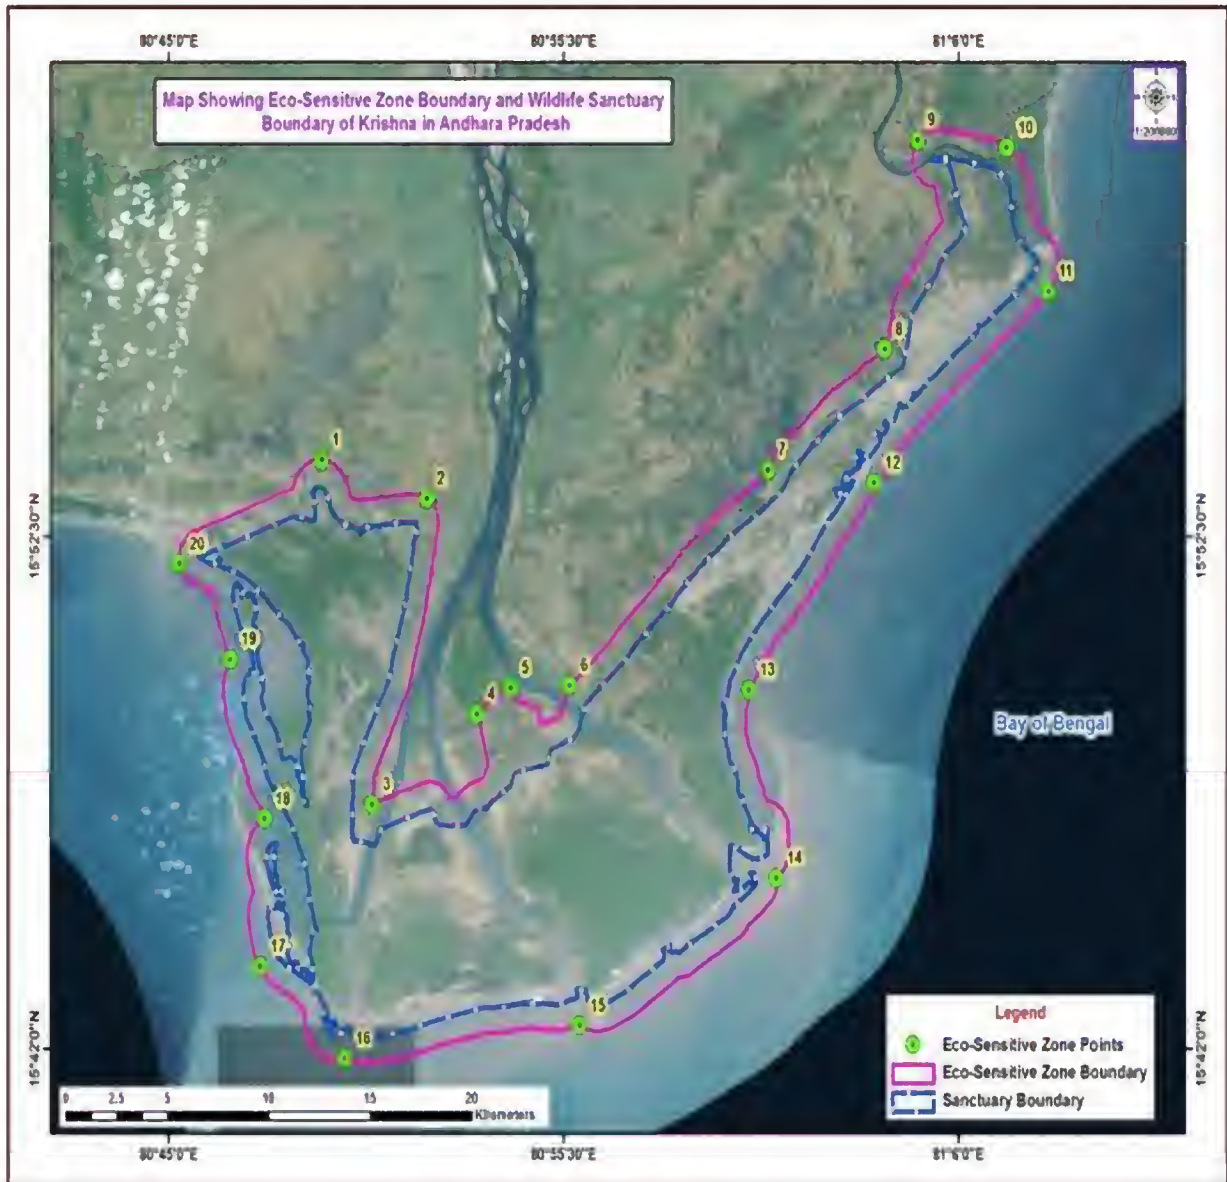 80°45'0"E 80°55'30"E 81°6'0"E
Map Showing Eco-Sensitive Zone Boundary and Wildlife Sanctuary
Boundary of Krishna in Andhara Pradesh
9
10
11
8
1
7
12
2
15°52'30"N
15°52'30"N
20
19
5
6
13
4
Bay of Bengal
18
3
14
17
15
16
15°42'0"N
15°42'0"N
Legend
Eco-Sensitive Zone Points
Eco-Sensitive Zone Boundary
Sanctuary Boundary
0 2.5 5 10 15 20
Kilometers
80°45'0"E 80°55'30"E 81°6'0"E